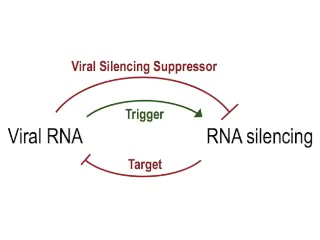 Viral Silencing Suppressor
Trigger
Viral RNA
RNA silencing
Target